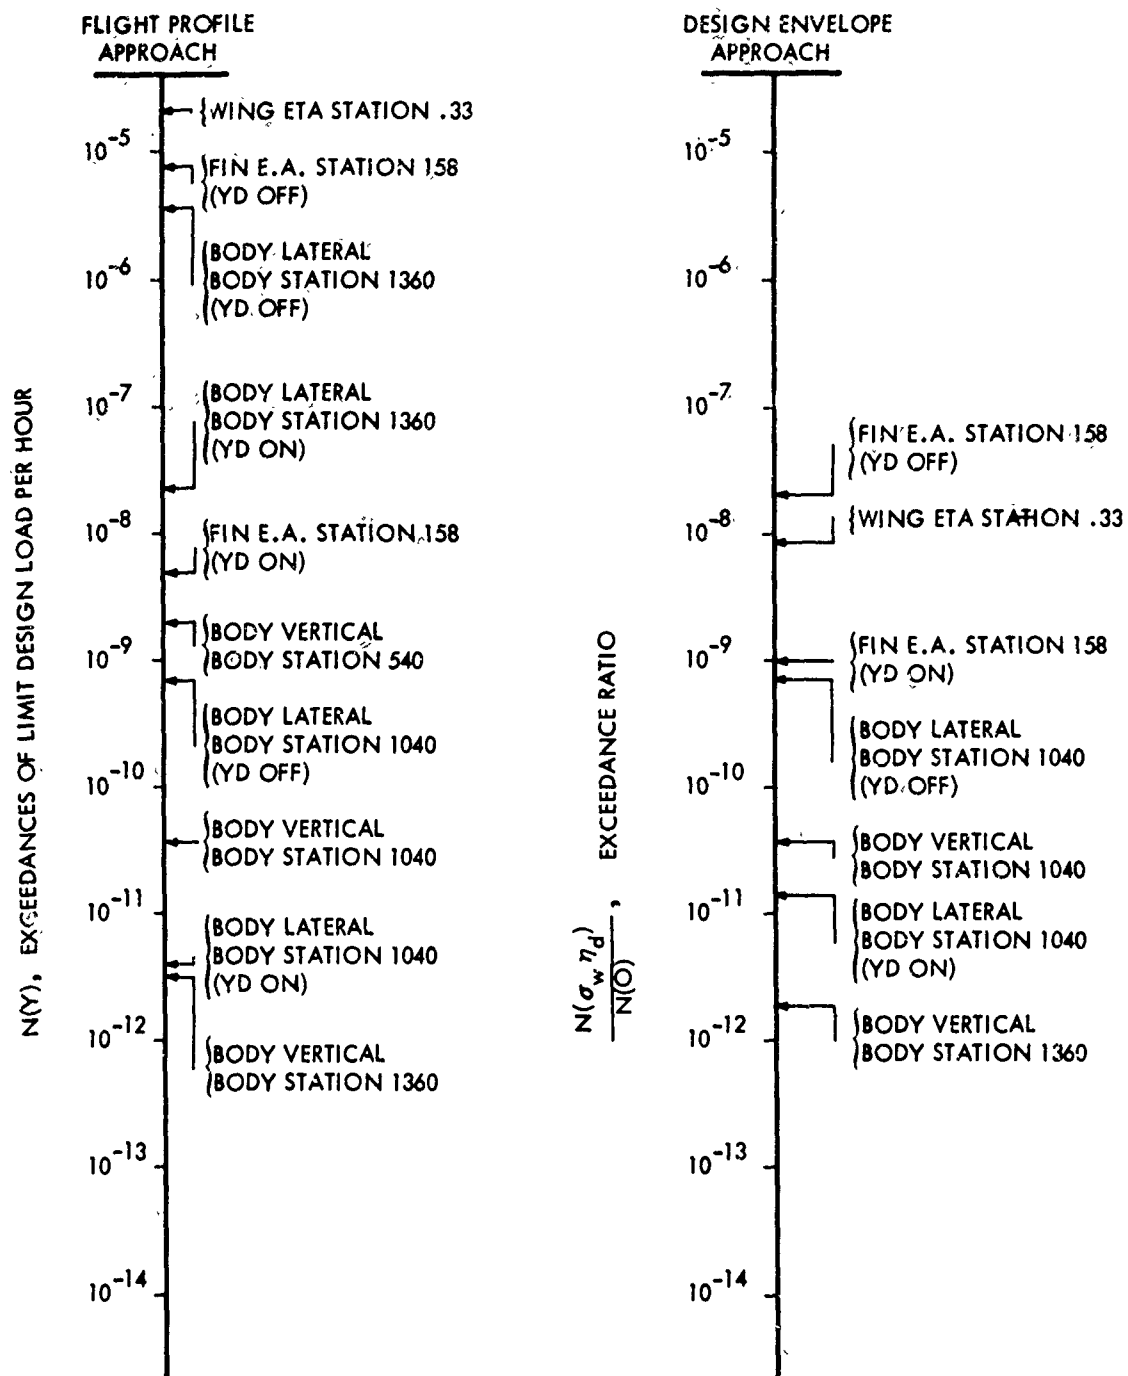 FLIGHT PROFILE
APPROACH
N(Y), EXCEEDANCES OF LIMIT DESIGN LOAD PER HOUR
10⁻⁵
10⁻⁶
10⁻⁷
10⁻⁸
10⁻⁹
10⁻¹⁰
10⁻¹¹
10⁻¹²
10⁻¹³
10⁻¹⁴
WING ETA STATION .33
FIN E.A. STATION 158
(YD OFF)
BODY LATERAL
BODY STATION 1360
(YD OFF)
BODY LATERAL
BODY STATION 1360
(YD ON)
FIN E.A. STATION 158
(YD ON)
BODY VERTICAL
BODY STATION 540
BODY LATERAL
BODY STATION 1040
(YD OFF)
BODY VERTICAL
BODY STATION 1040
BODY LATERAL
BODY STATION 1040
(YD ON)
BODY VERTICAL
BODY STATION 1360
DESIGN ENVELOPE
APPROACH
N(σw ηd)
N(O)
, EXCEEDANCE RATIO
10⁻⁵
10⁻⁶
10⁻⁷
10⁻⁸
10⁻⁹
10⁻¹⁰
10⁻¹¹
10⁻¹²
10⁻¹³
10⁻¹⁴
FIN E.A. STATION 158
(YD OFF)
WING ETA STATION .33
FIN E.A. STATION 158
(YD ON)
BODY LATERAL
BODY STATION 1040
(YD OFF)
BODY VERTICAL
BODY STATION 1040
BODY LATERAL
BODY STATION 1040
(YD ON)
BODY VERTICAL
BODY STATION 1360